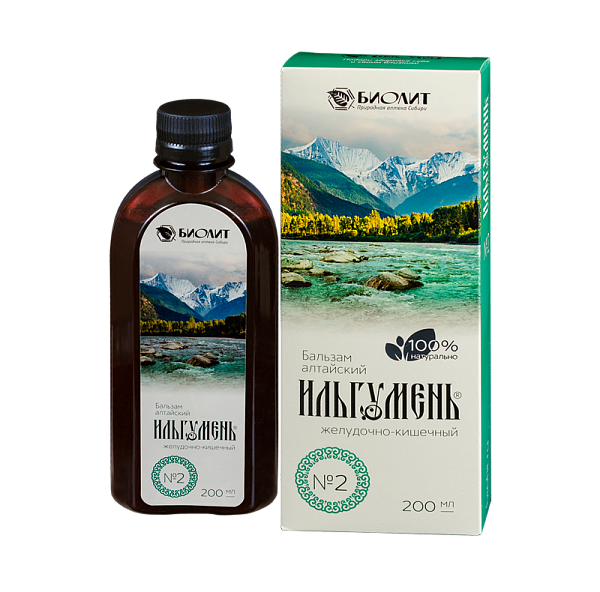 БИОЛИТ
Природная аптека Сибири
Бальзам
алтайский
ИЛЬГУМЕНЬ®
желудочно-кишечный
№2
200 мл
БИОЛИТ
Природная аптека Сибири
100%
натурально
Бальзам
алтайский
ИЛЬГУМЕНЬ®
желудочно-кишечный
№2
200 мл